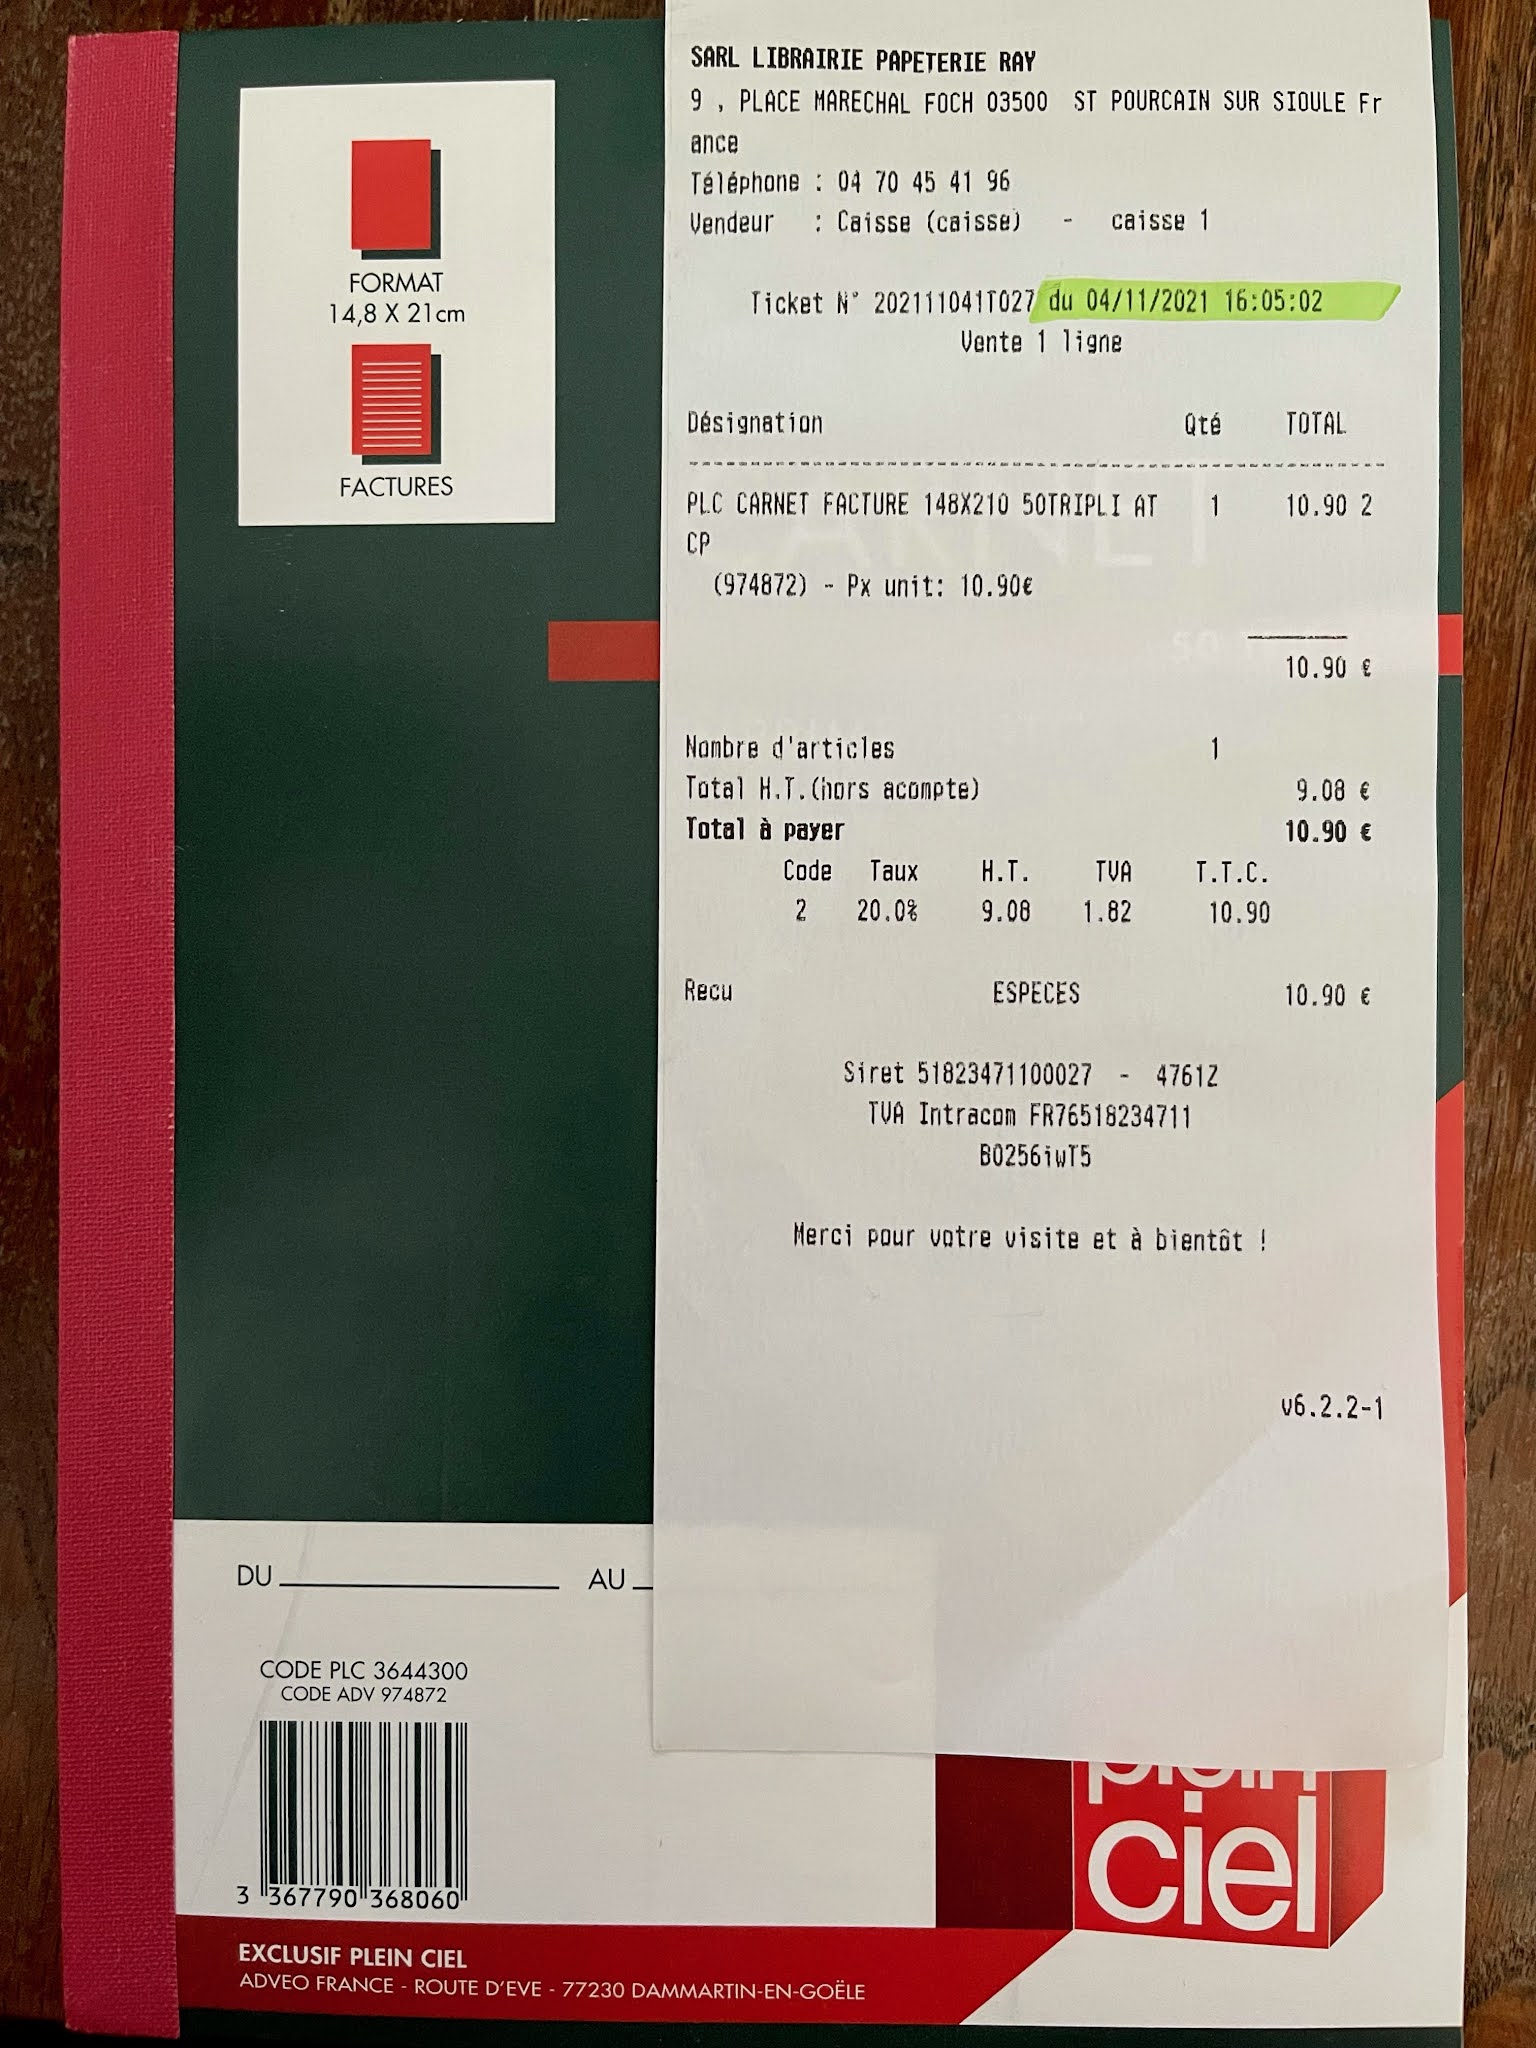 SARL LIBRAIRIE PAPETERIE RAY
9 , PLACE MARECHAL FOCH 03500 ST POURCAIN SUR SIOULE Fr
ance
Téléphone : 04 70 45 41 96
Vendeur : Caisse (caisse) - caisse 1
Ticket N° 202111041T027 du 04/11/2021 16:05:02
Vente 1 ligne
Désignation Qté TOTAL
PLC CARNET FACTURE 148X210 50TRIPLI AT 1 10.90 2
CP
(974872) - Px unit: 10.90€
10.90 €
Nombre d'articles 1
Total H.T.(hors acompte) 9.08 €
Total à payer 10.90 €
Code Taux H.T. TVA T.T.C.
2 20.0% 9.08 1.82 10.90
Recu ESPECES 10.90 €
Siret 51823471100027 - 4761Z
TVA Intracom FR76518234711
B0256iwT5
Merci pour votre visite et à bientôt !
v6.2.2-1
FORMAT
14,8 X 21cm
FACTURES
DU AU
CODE PLC 3644300
CODE ADV 974872
3 367790 368060
plein
ciel
EXCLUSIF PLEIN CIEL
ADVEO FRANCE - ROUTE D'EVE - 77230 DAMMARTIN-EN-GOËLE